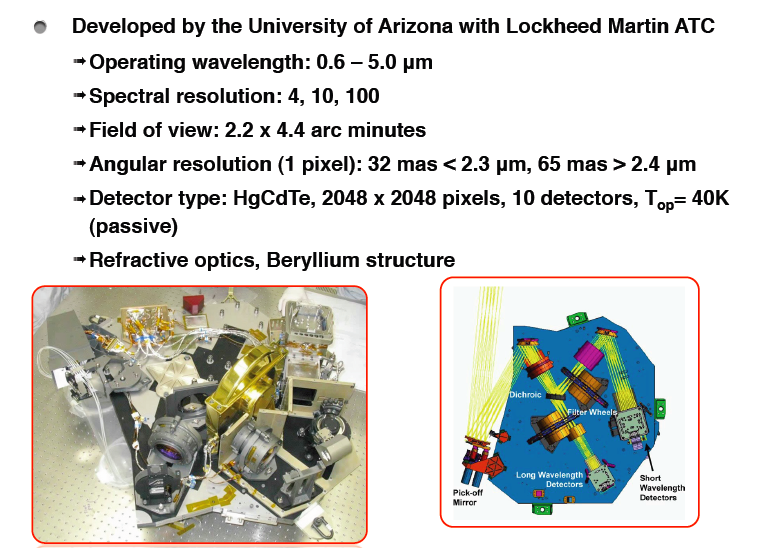 Developed by the University of Arizona with Lockheed Martin ATC
Operating wavelength: 0.6 – 5.0 µm
Spectral resolution: 4, 10, 100
Field of view: 2.2 x 4.4 arc minutes
Angular resolution (1 pixel): 32 mas < 2.3 µm, 65 mas > 2.4 µm
Detector type: HgCdTe, 2048 x 2048 pixels, 10 detectors, Top= 40K
(passive)
Refractive optics, Beryllium structure
Dichroic
Filter Wheels
Long Wavelength
Detectors
Short
Wavelength
Detectors
Pick-off
Mirror